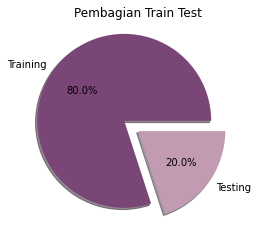 Pembagian Train Test
Training
80.0%
20.0%
Testing